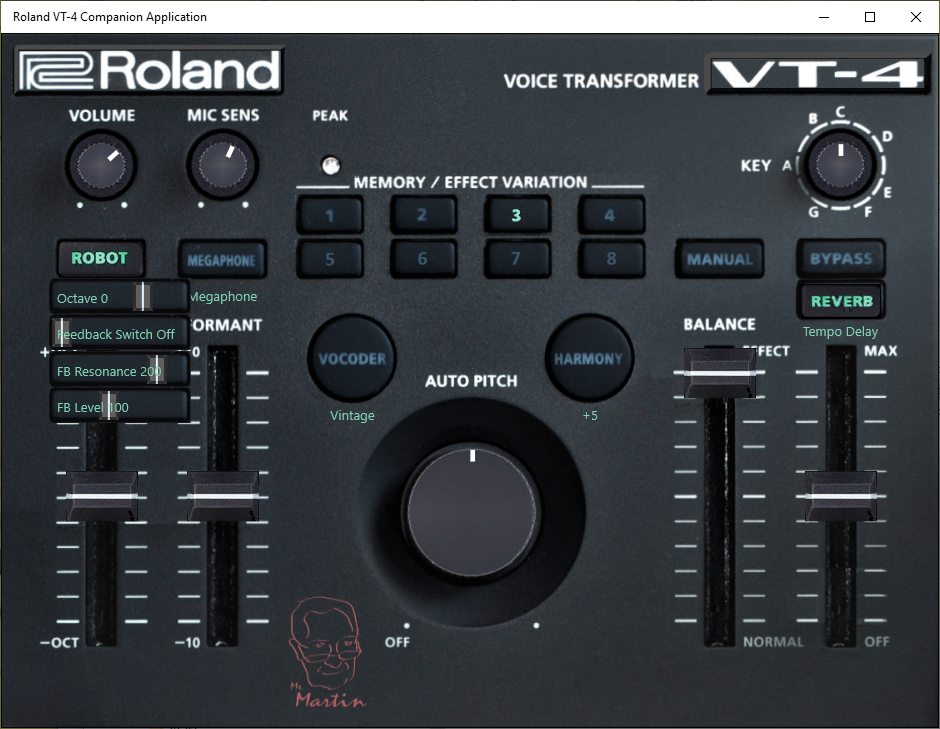 Roland VT-4 Companion Application
Roland
VOICE TRANSFORMER VT-4
VOLUME
MIC SENS
PEAK
KEY
A
B
C
D
E
F
G
MEMORY / EFFECT VARIATION
1
2
3
4
5
6
7
8
ROBOT
MEGAPHONE
MANUAL
BYPASS
Octave 0
Megaphone
REVERB
Feedback Switch Off
FORMANT
BALANCE
Tempo Delay
FB Resonance 200
VOCODER
HARMONY
EFFECT
MAX
AUTO PITCH
FB Level 100
Vintage
+5
-OCT
-10
OFF
NORMAL
OFF
Mc
Martin